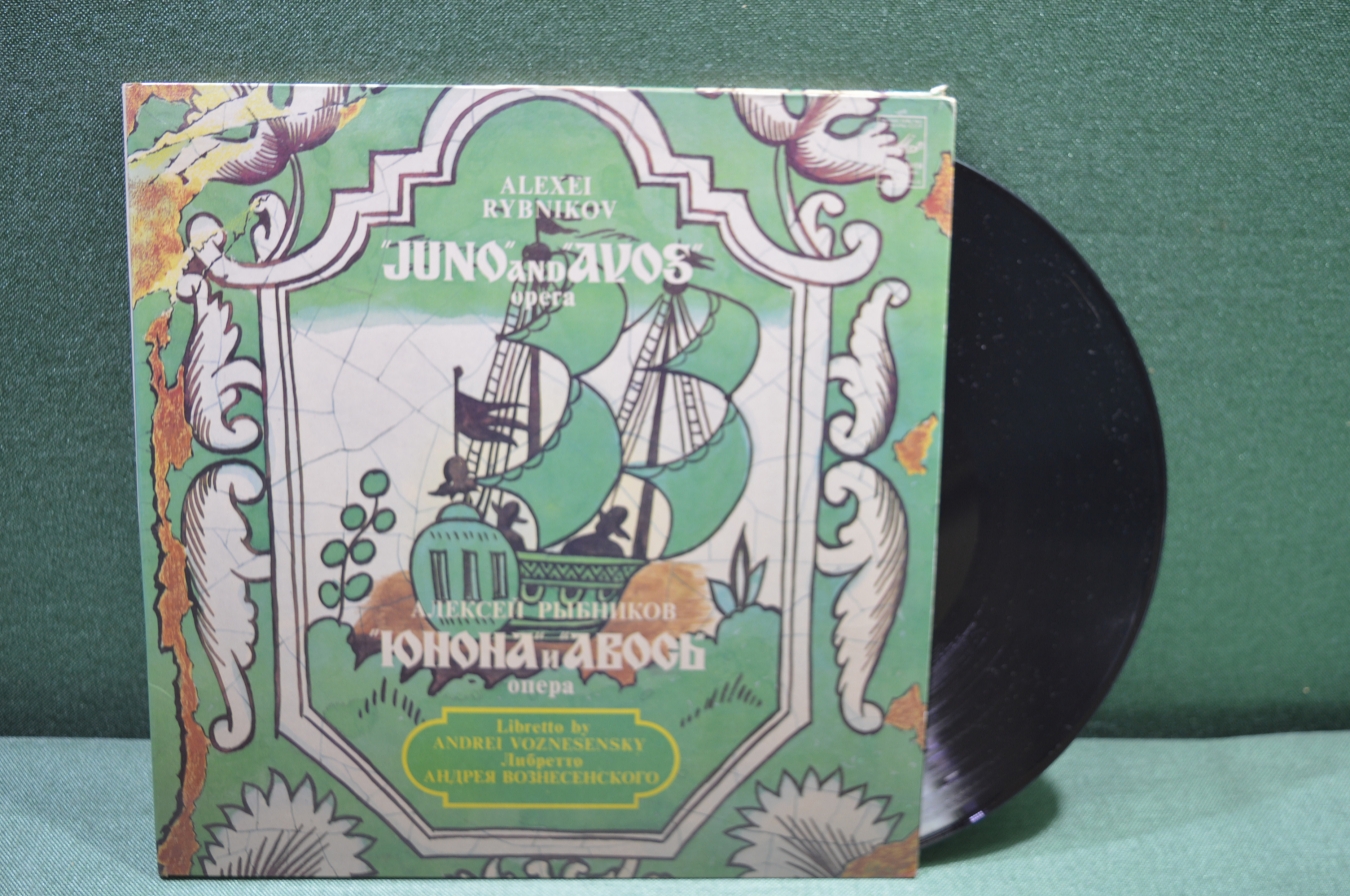 ALEXEI
RYBNIKOV
"JUNO" AND "AVOS"
opera
АЛЕКСЕЙ РЫБНИКОВ
"ЮНОНА" И "АВОСЬ"
опера
Libretto by
ANDREI VOZNESENSKY
Либретто
АНДРЕЯ ВОЗНЕСЕНСКОГО